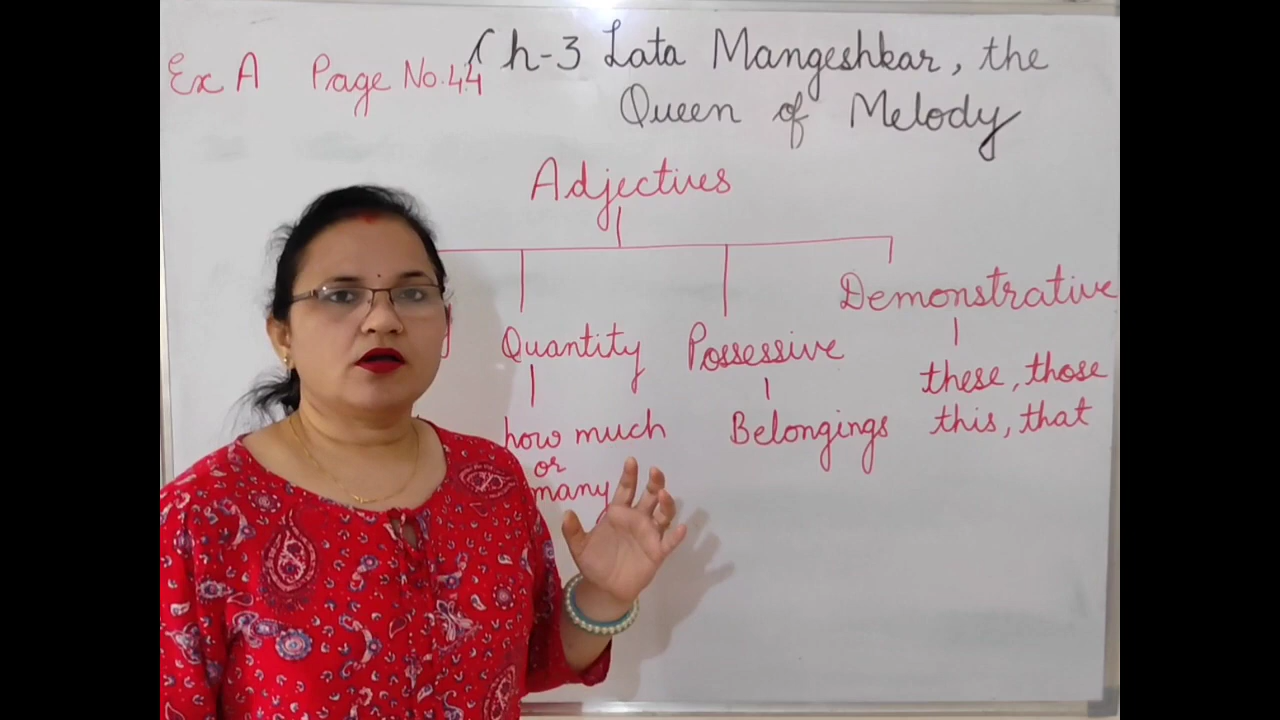 Ex A Page No.44
Ch-3 Lata Mangeshkar, the
Queen of Melody
Adjectives
Quantity
how much
or
many
Possessive
Belongings
Demonstrative
these, those
this, that